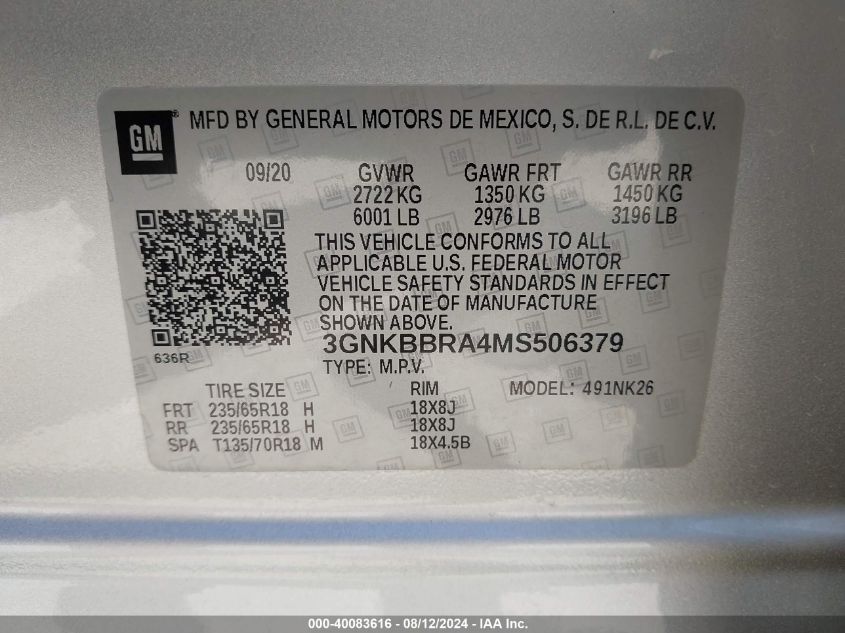 GM ® MFD BY GENERAL MOTORS DE MEXICO, S. DE R.L. DE C.V.
09/20 GVWR GAWR FRT GAWR RR
2722 KG 1350 KG 1450 KG
6001 LB 2976 LB 3196 LB
THIS VEHICLE CONFORMS TO ALL
APPLICABLE U.S. FEDERAL MOTOR
VEHICLE SAFETY STANDARDS IN EFFECT
ON THE DATE OF MANUFACTURE
SHOWN ABOVE.
3GNKBBRA4MS506379
636R
TYPE: M.P.V.
TIRE SIZE RIM MODEL: 491NK26
FRT 235/65R18 H 18X8J
RR 235/65R18 H 18X8J
SPA T135/70R18 M 18X4.5B
000-40083616 - 08/12/2024 - IAA Inc.